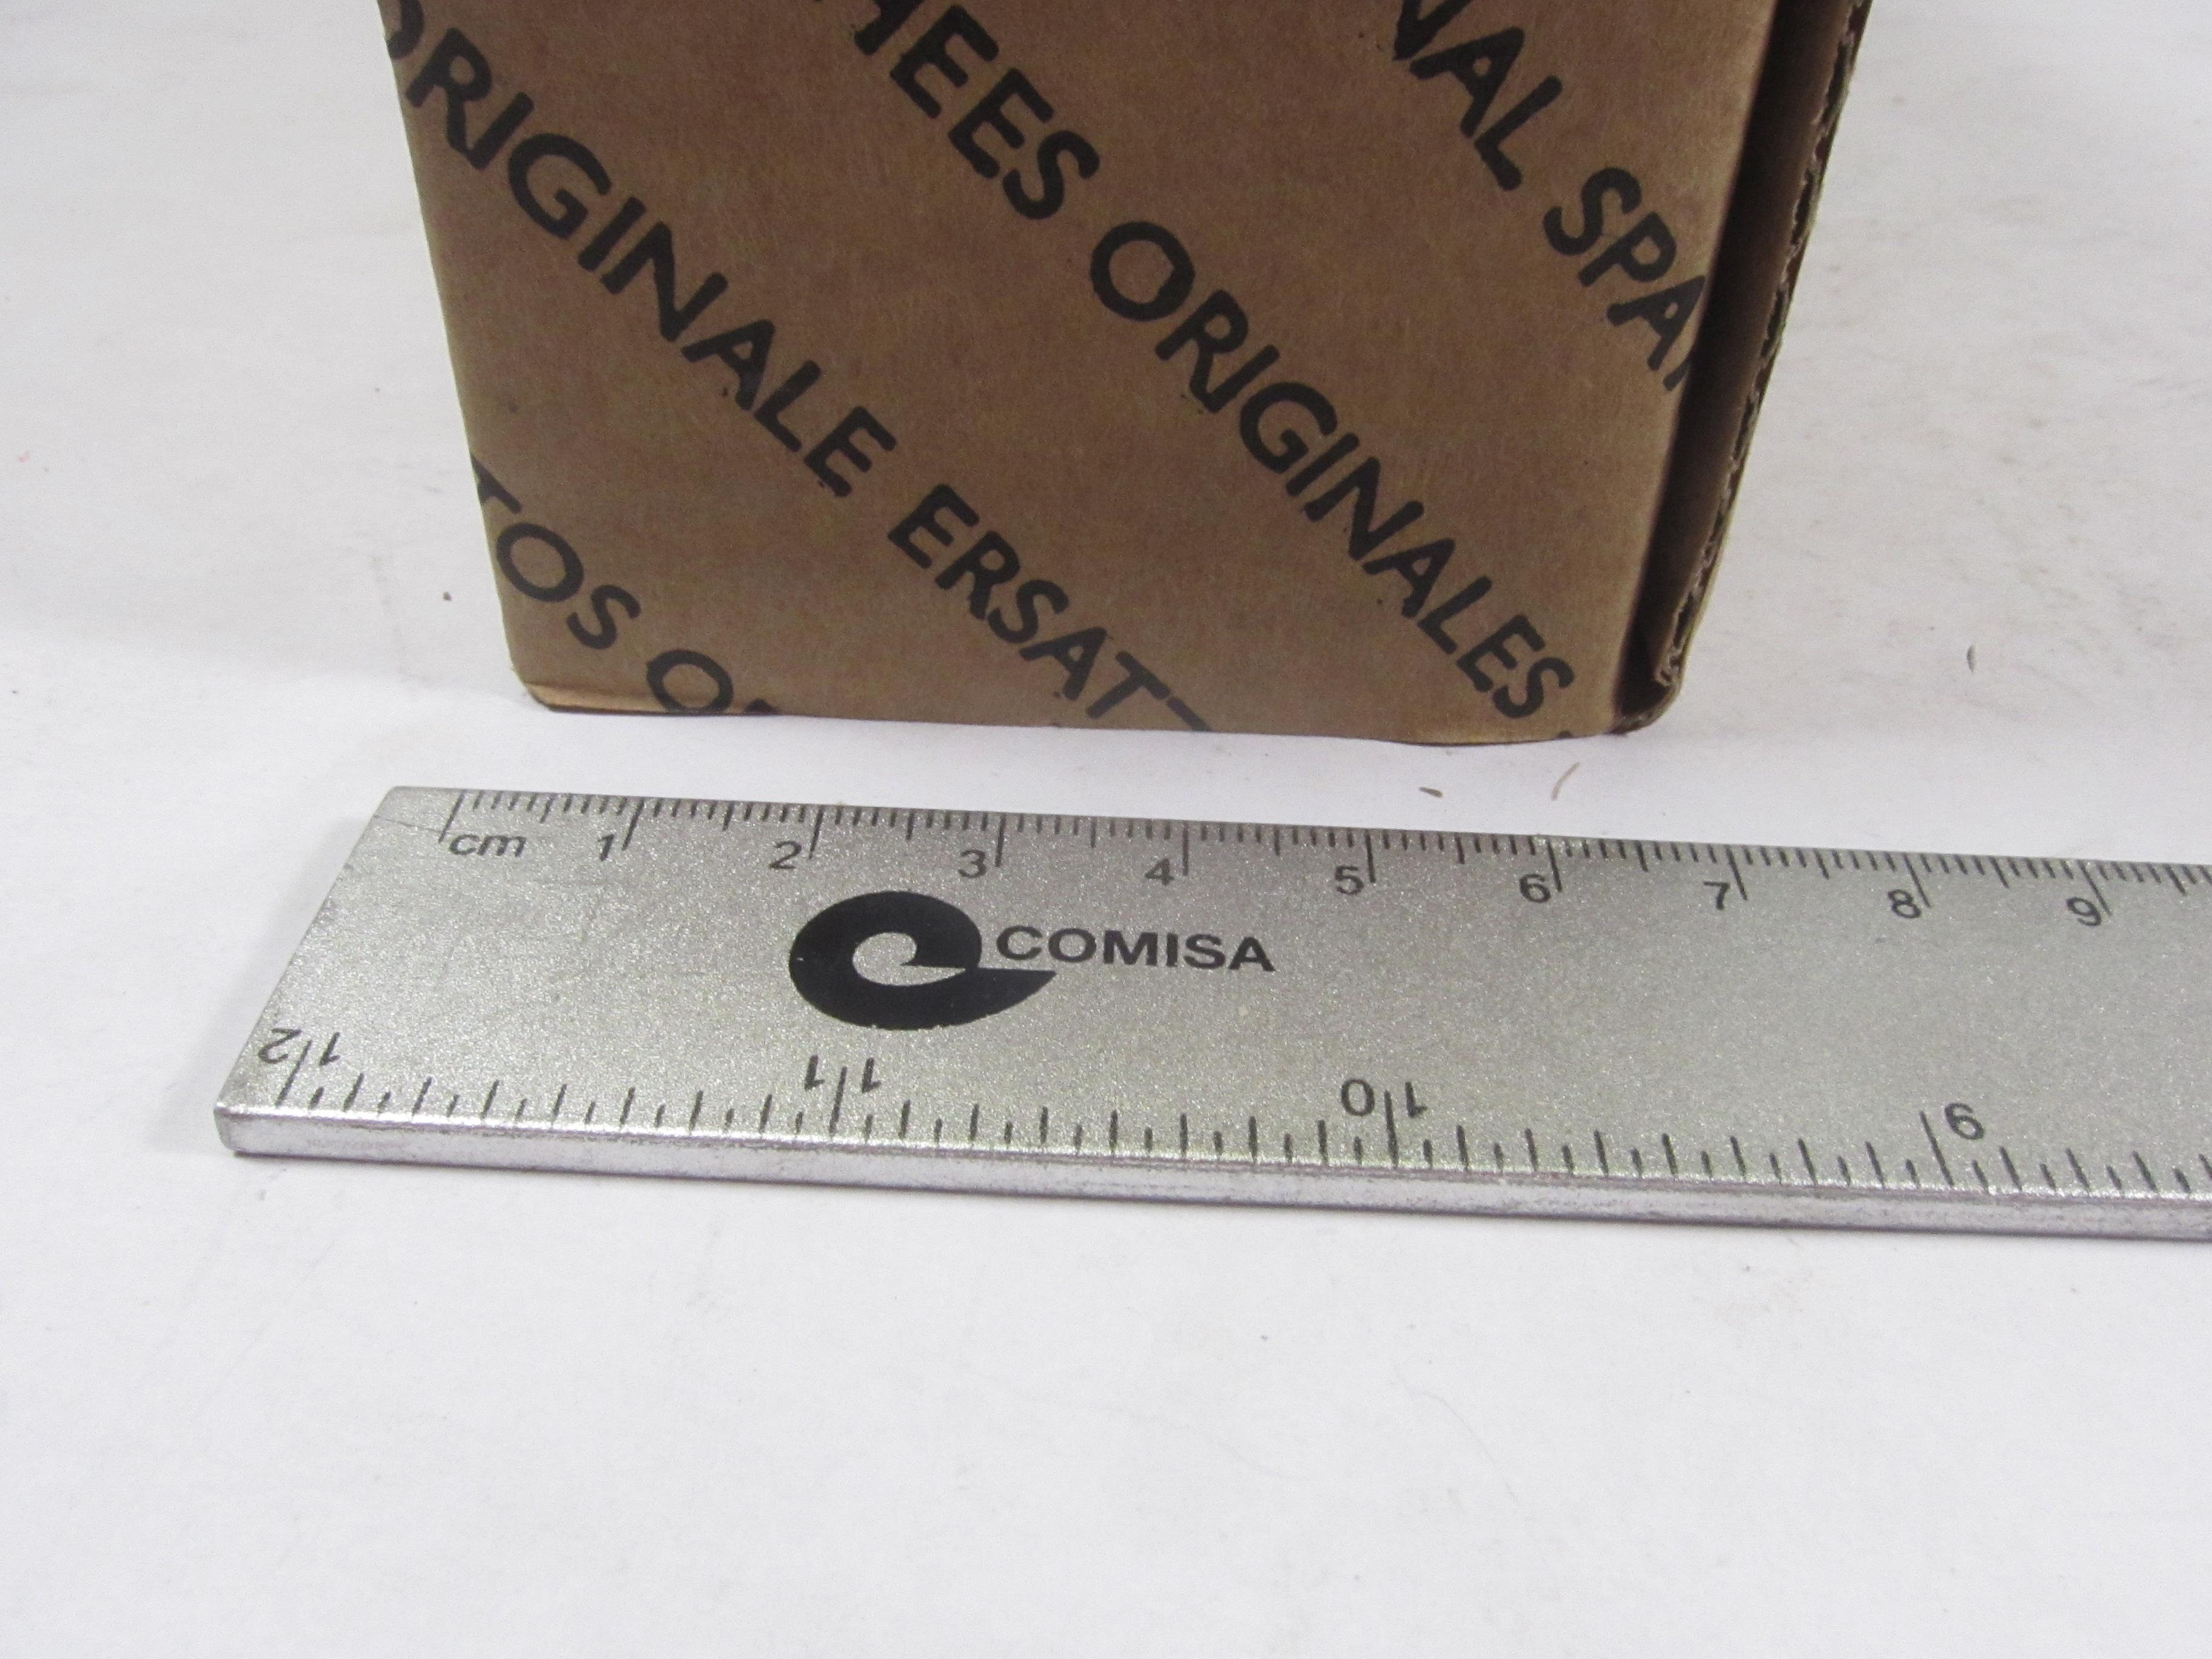 NAL SPA
HEES ORIGINALES
ORIGINALE ERSATT
TOS O
cm 1 2 3 4 5 6 7 8 9
COMISA
12 11 10 9